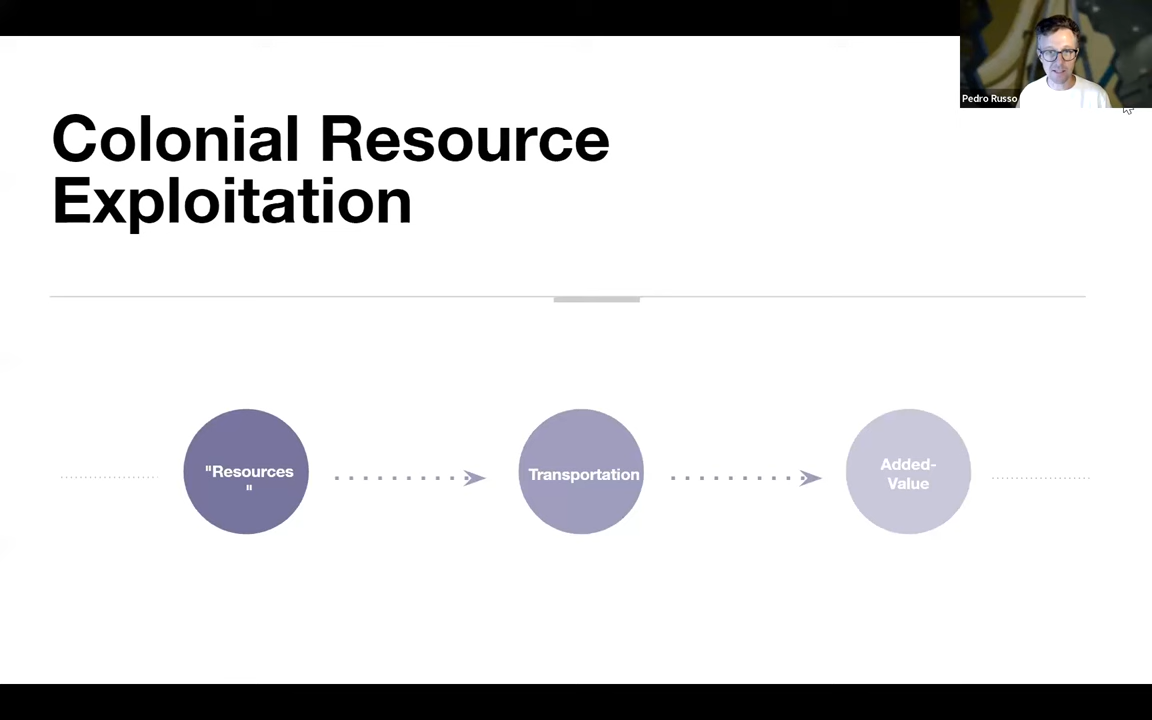 Pedro Russo
Colonial Resource
Exploitation
"Resources
"
Transportation
Added-
Value